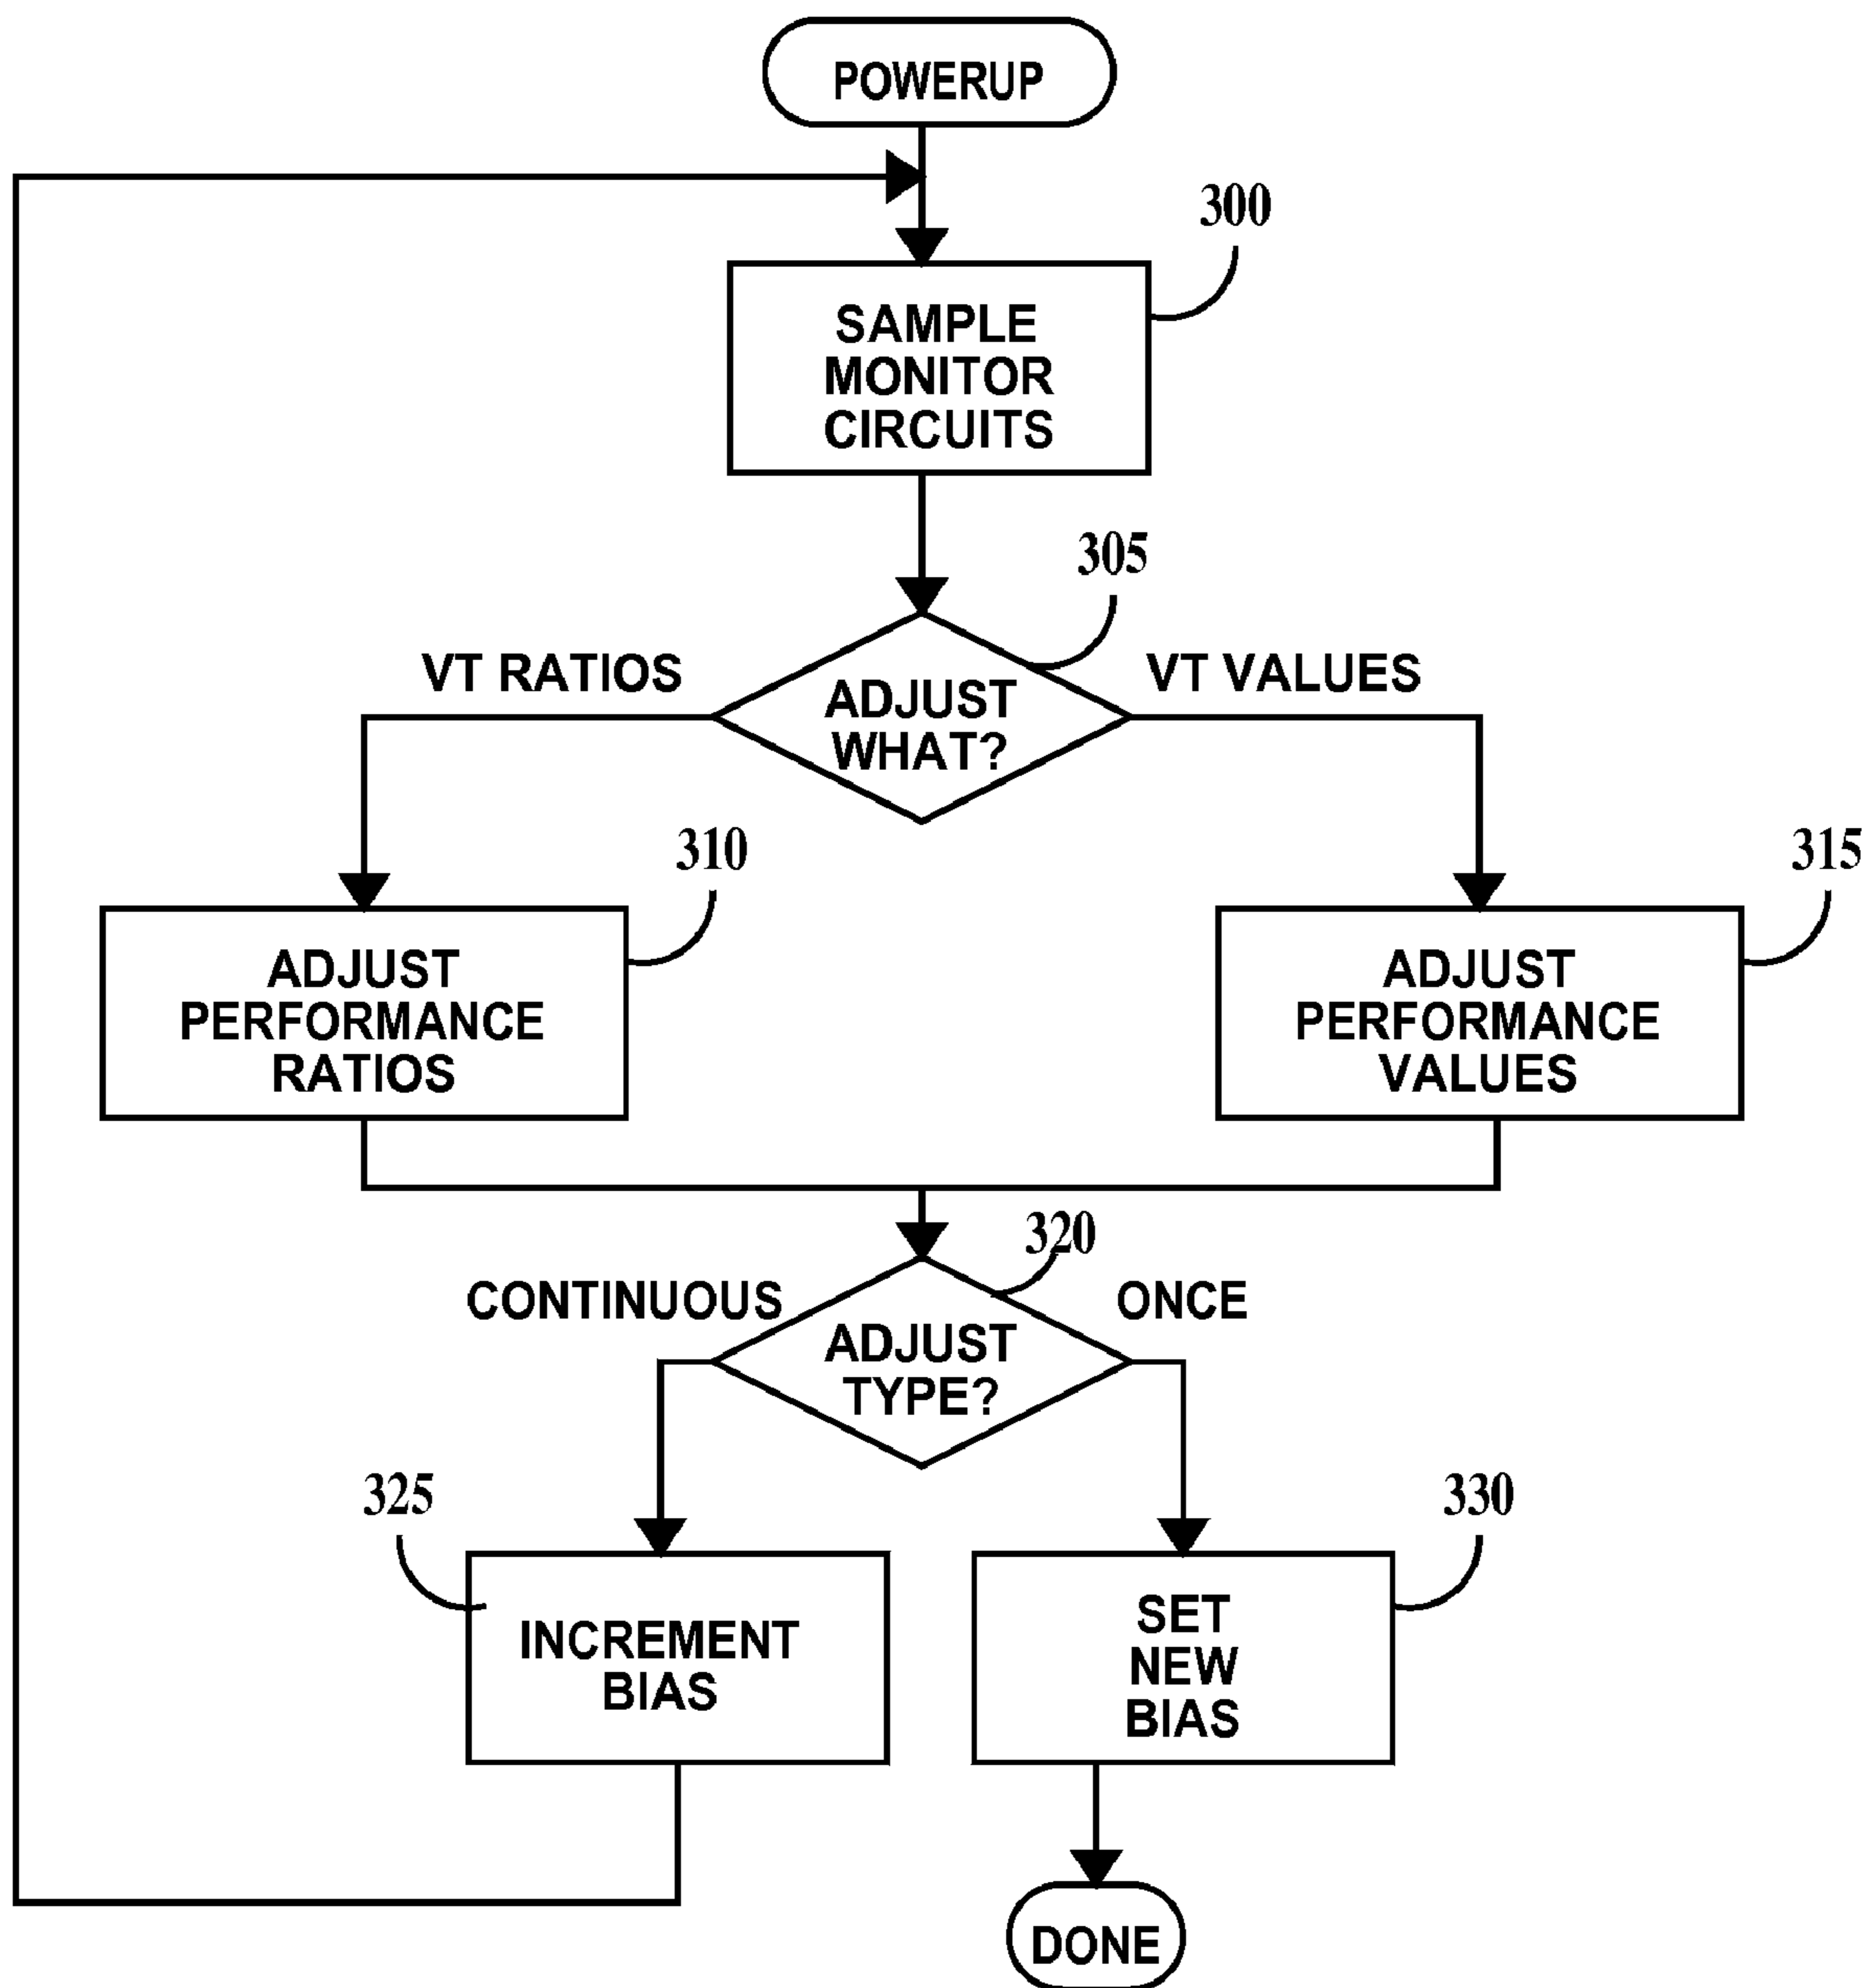 POWERUP
300
SAMPLE
MONITOR
CIRCUITS
305
VT RATIOS
VT VALUES
ADJUST
WHAT?
310
315
ADJUST
PERFORMANCE
RATIOS
ADJUST
PERFORMANCE
VALUES
320
CONTINUOUS
ONCE
ADJUST
TYPE?
325
330
INCREMENT
BIAS
SET
NEW
BIAS
DONE